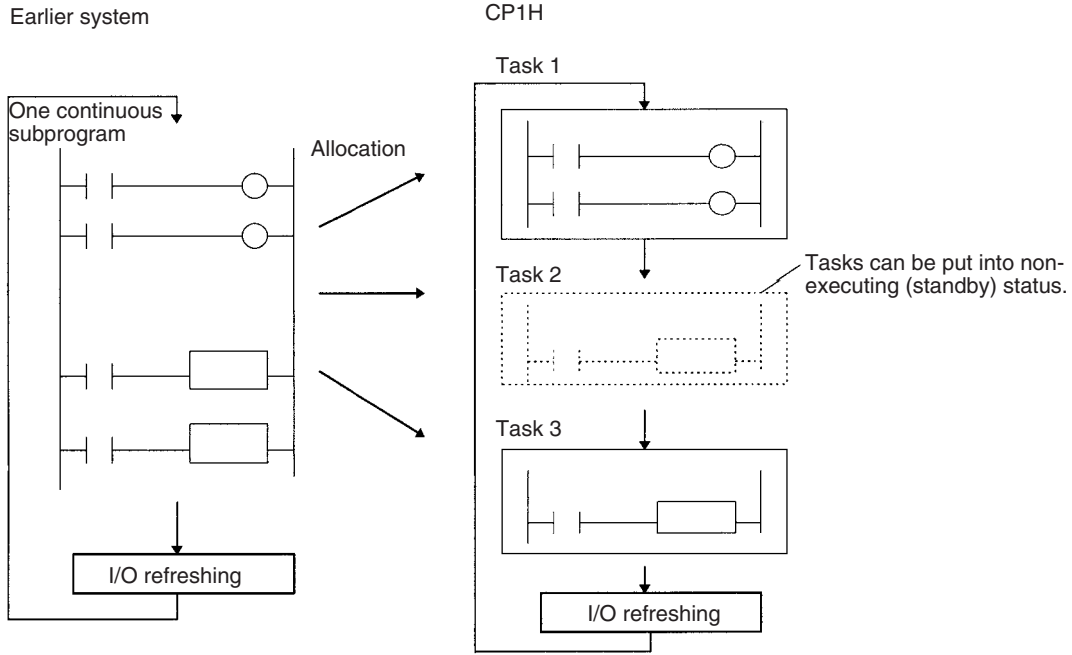 Earlier system
CP1H
One continuous
subprogram
Allocation
Task 1
Task 2
Tasks can be put into non-
executing (standby) status.
Task 3
I/O refreshing
I/O refreshing